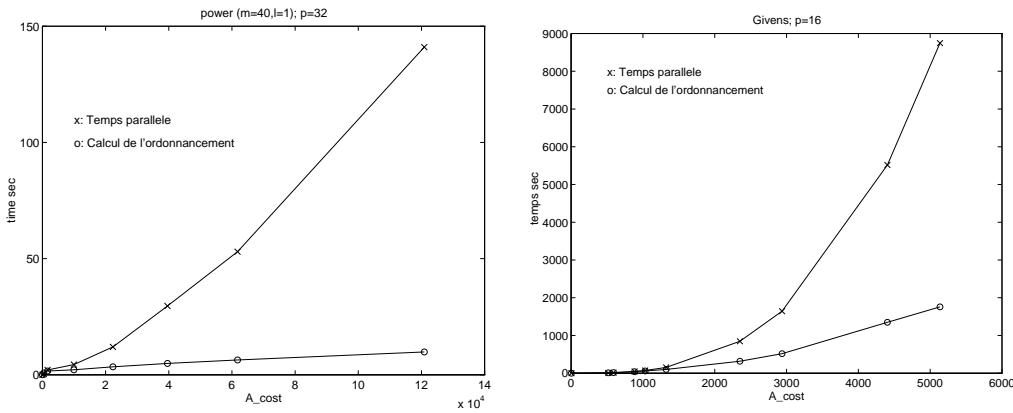 power (m=40,l=1); p=32
150
100
50
0
time sec
x: Temps parallele
o: Calcul de l'ordonnancement
0 2 4 6 8 10 12 14
A_cost
x 10^4
Givens; p=16
9000
8000
7000
6000
5000
4000
3000
2000
1000
0
temps sec
x: Temps parallele
o: Calcul de l'ordonnancement
0 1000 2000 3000 4000 5000 6000
A_cost